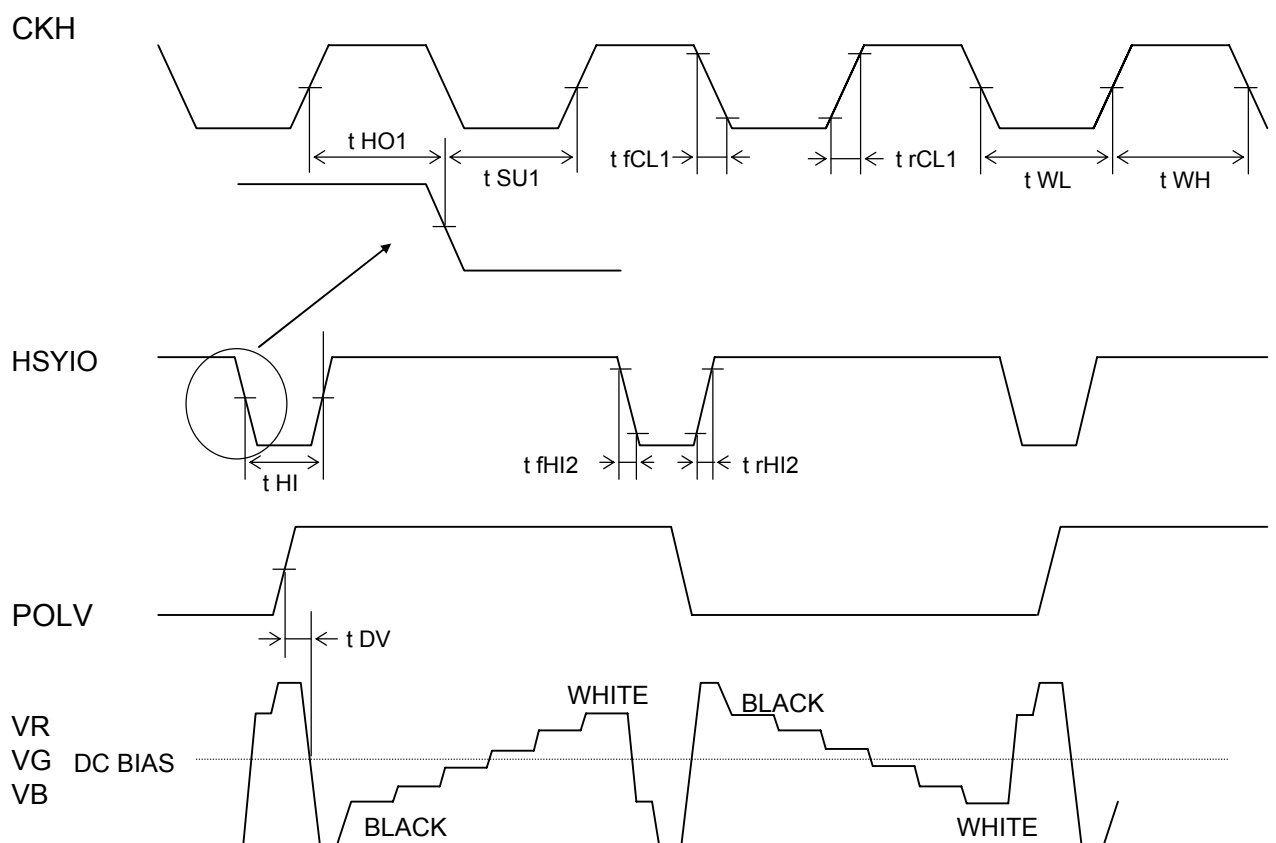 CKH
t HO1
t SU1
t fCL1
t rCL1
t WL
t WH
HSYIO
t HI
t fHI2
t rHI2
POLV
t DV
WHITE
BLACK
VR
VG DC BIAS
VB
BLACK
WHITE